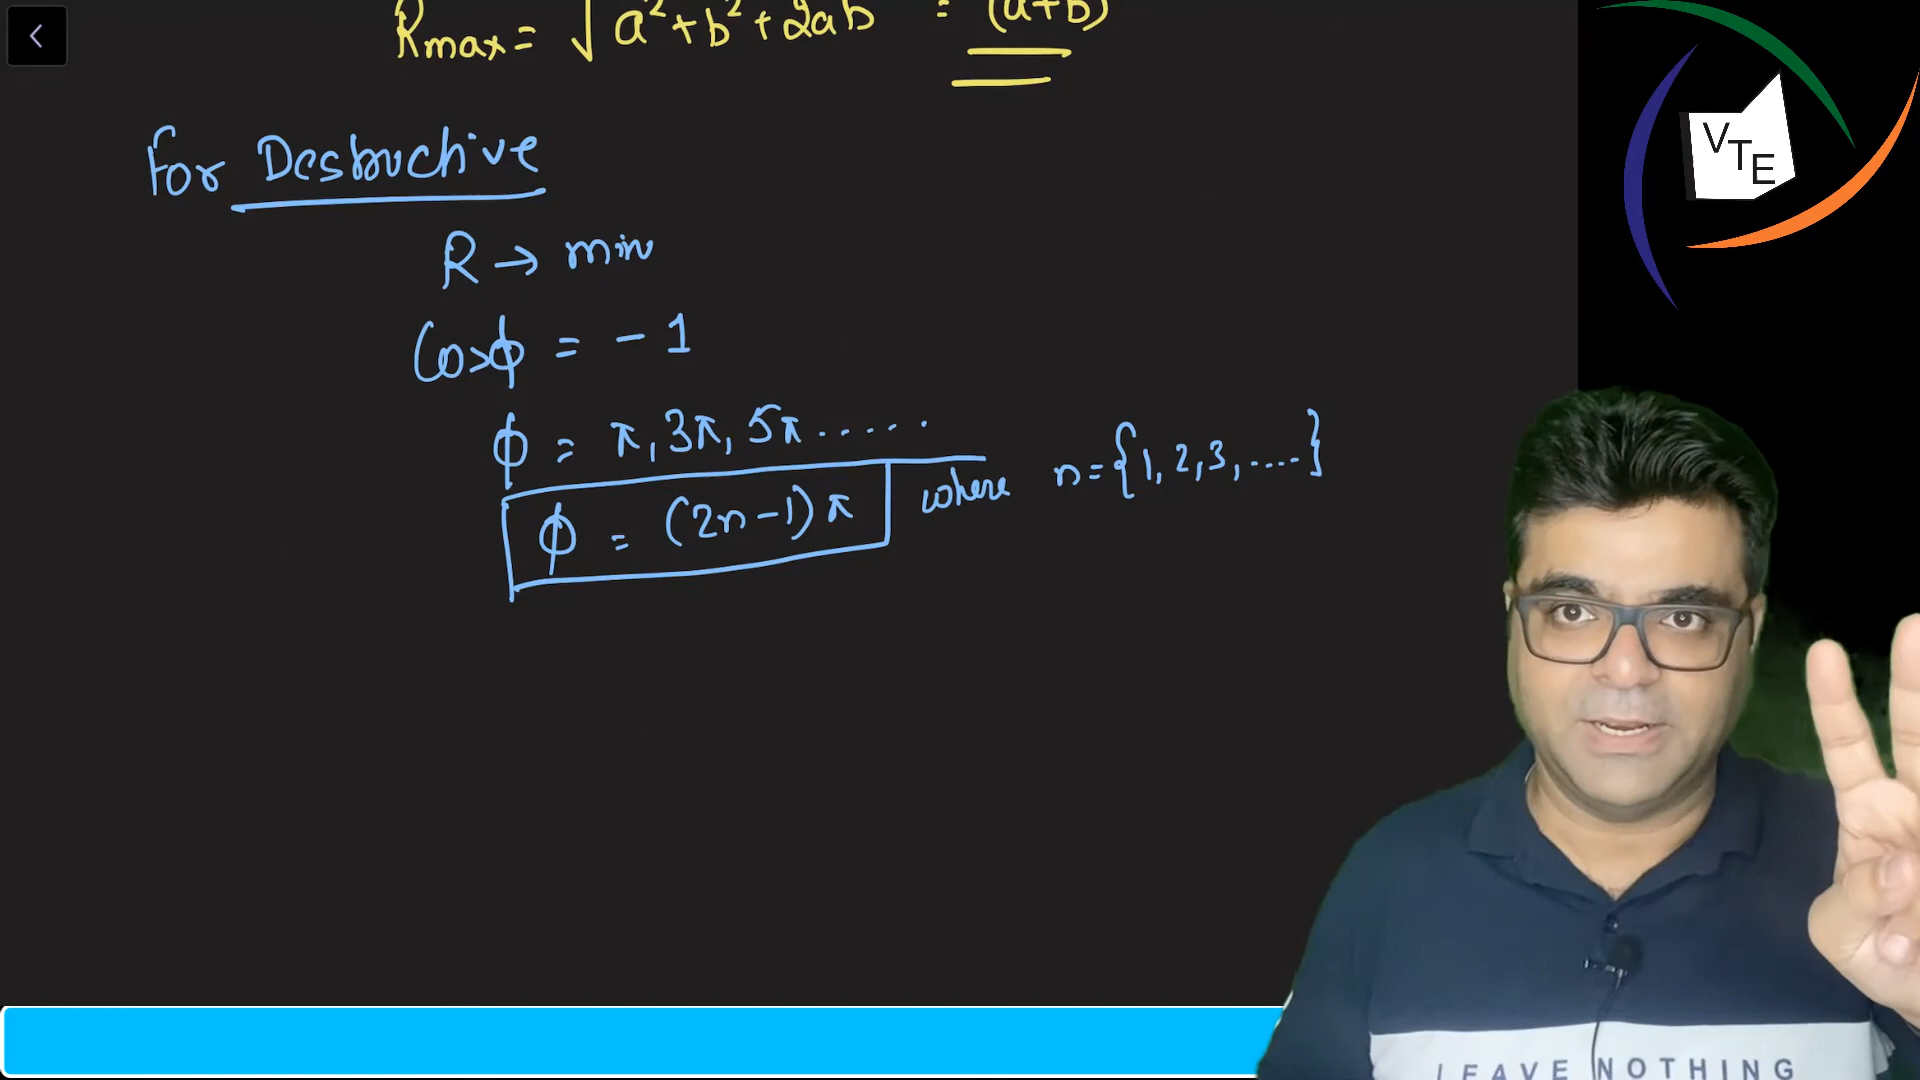 Rmax = √a²+b²+2ab = (a+b)
For Destructive
R → min
Cosϕ = -1
ϕ = π, 3π, 5π.....
ϕ = (2n-1)π where n={1,2,3,....}
VTE
LEAVE NOTHING